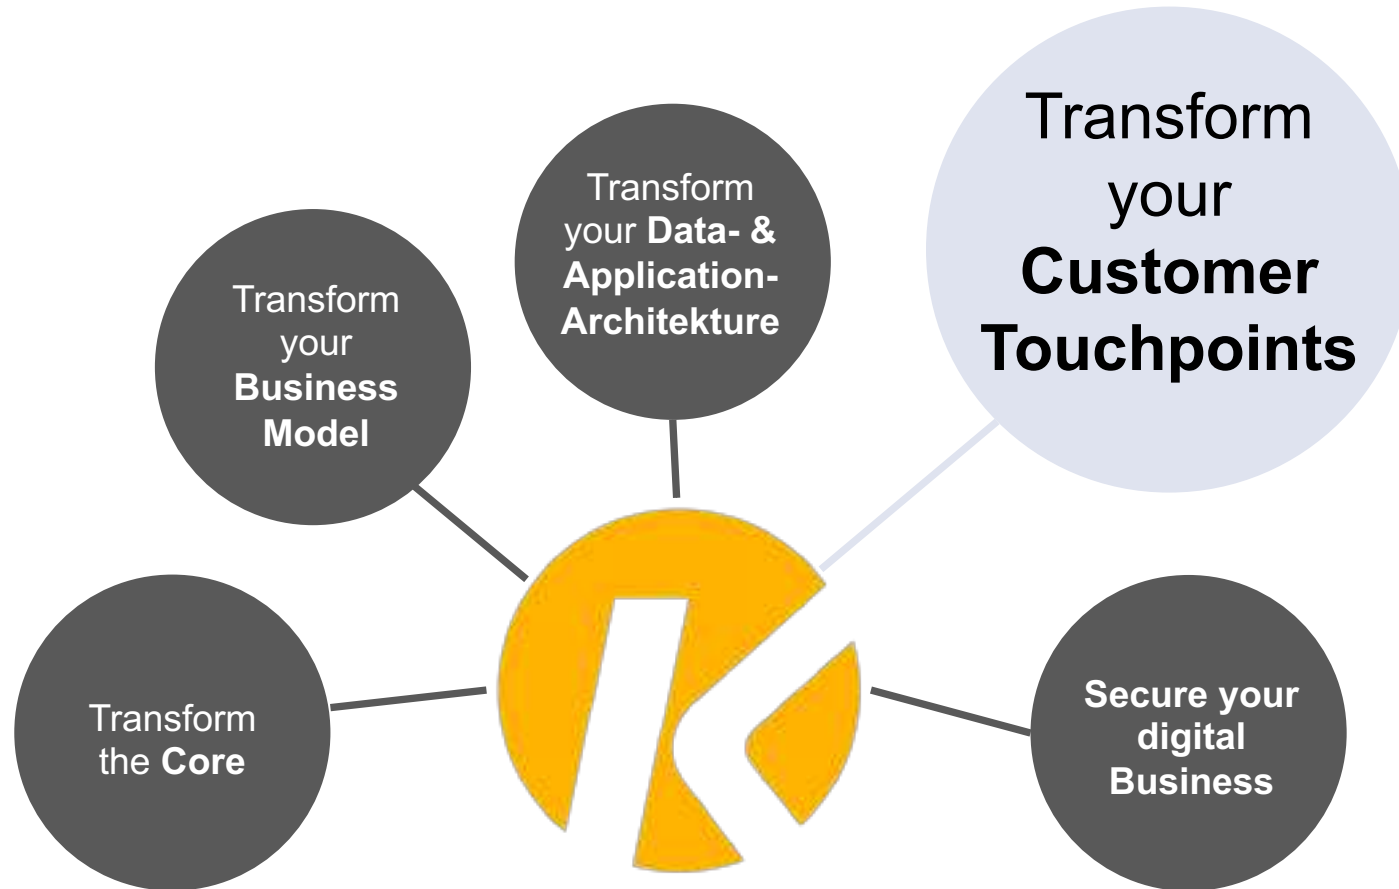 Transform
the Core
Transform
your
Business
Model
Transform
your Data- &
Application-
Architekture
Transform
your
Customer
Touchpoints
Secure your
digital
Business